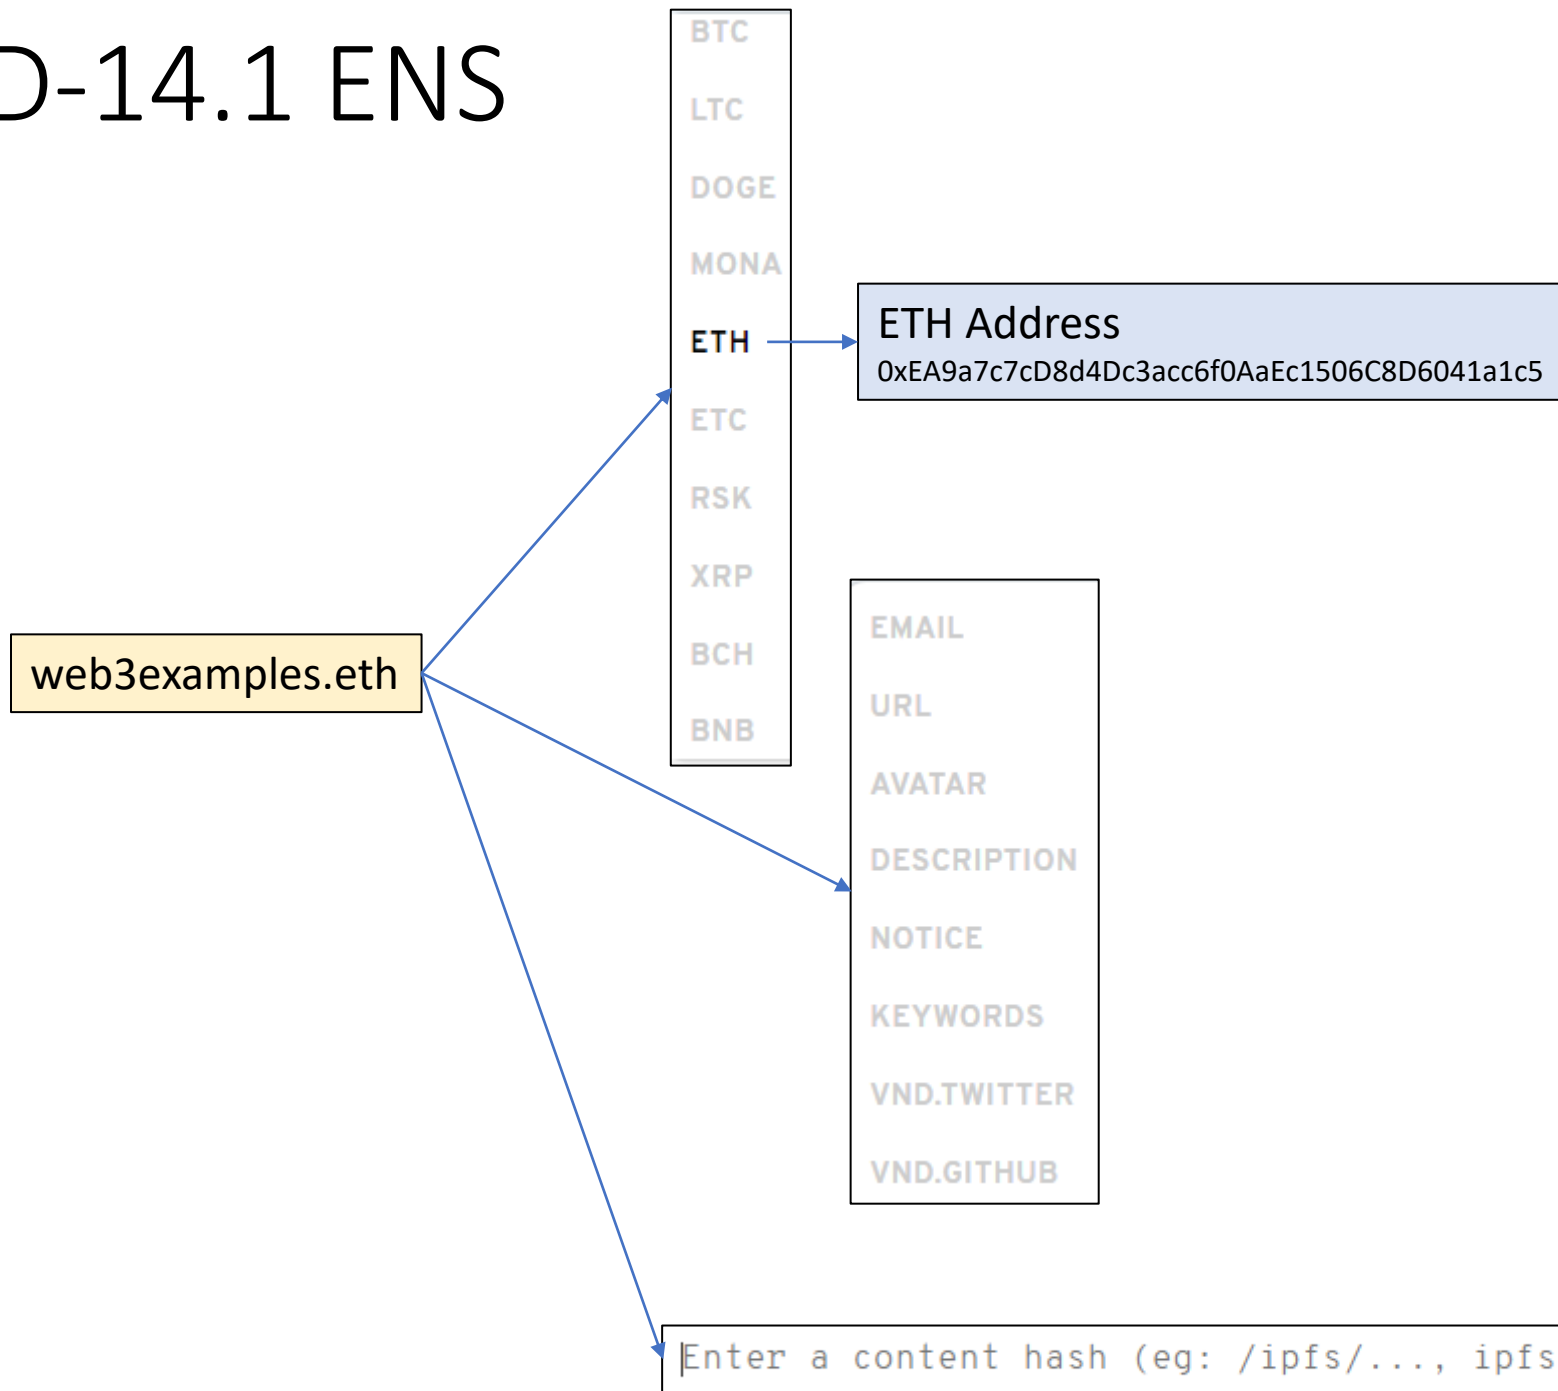 D-14.1 ENS
BTC
LTC
DOGE
MONA
ETH
ETC
RSK
XRP
BCH
BNB
ETH Address
0xEA9a7c7cD8d4Dc3acc6f0AaEc1506C8D6041a1c5
web3examples.eth
EMAIL
URL
AVATAR
DESCRIPTION
NOTICE
KEYWORDS
VND.TWITTER
VND.GITHUB
Enter a content hash (eg: /ipfs/..., ipfs